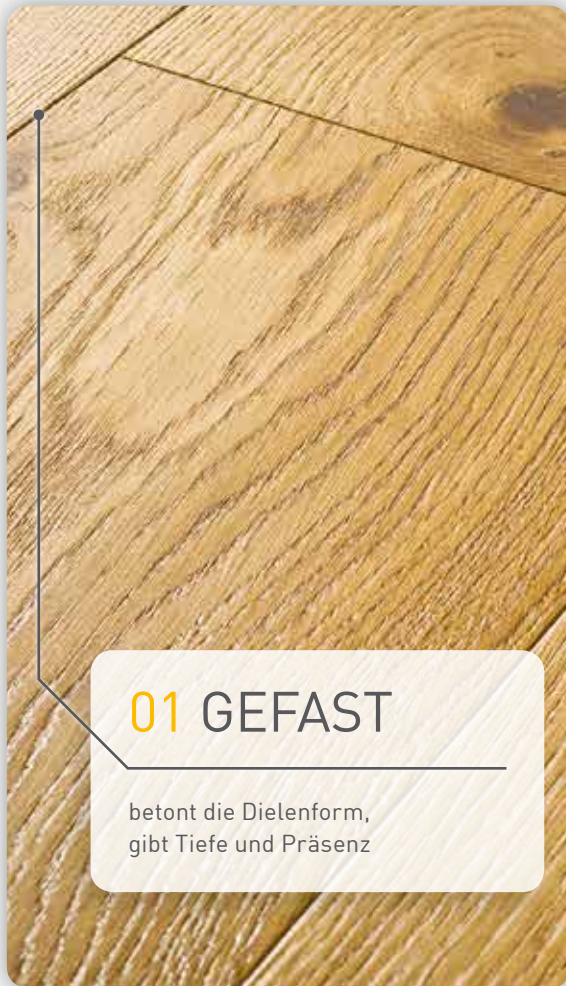 01 GEFAST
betont die Dielenform,
gibt Tiefe und Präsenz